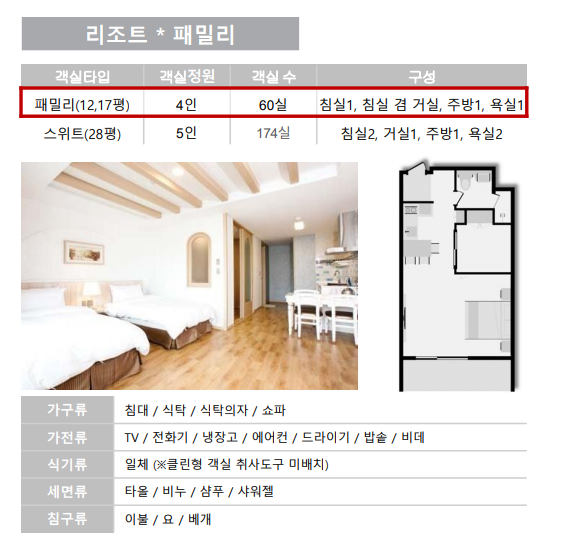 리조트 * 패밀리
객실타입 객실정원 객실 수 구성
패밀리(12,17평) 4인 60실 침실1, 침실 겸 거실, 주방1, 욕실1
스위트(28평) 5인 174실 침실2, 거실1, 주방1, 욕실2
가구류 침대 / 식탁 / 식탁의자 / 쇼파
가전류 TV / 전화기 / 냉장고 / 에어컨 / 드라이기 / 밥솥 / 비데
식기류 일체 (※클린형 객실 취사도구 미배치)
세면류 타올 / 비누 / 샴푸 / 샤워젤
침구류 이불 / 요 / 베개